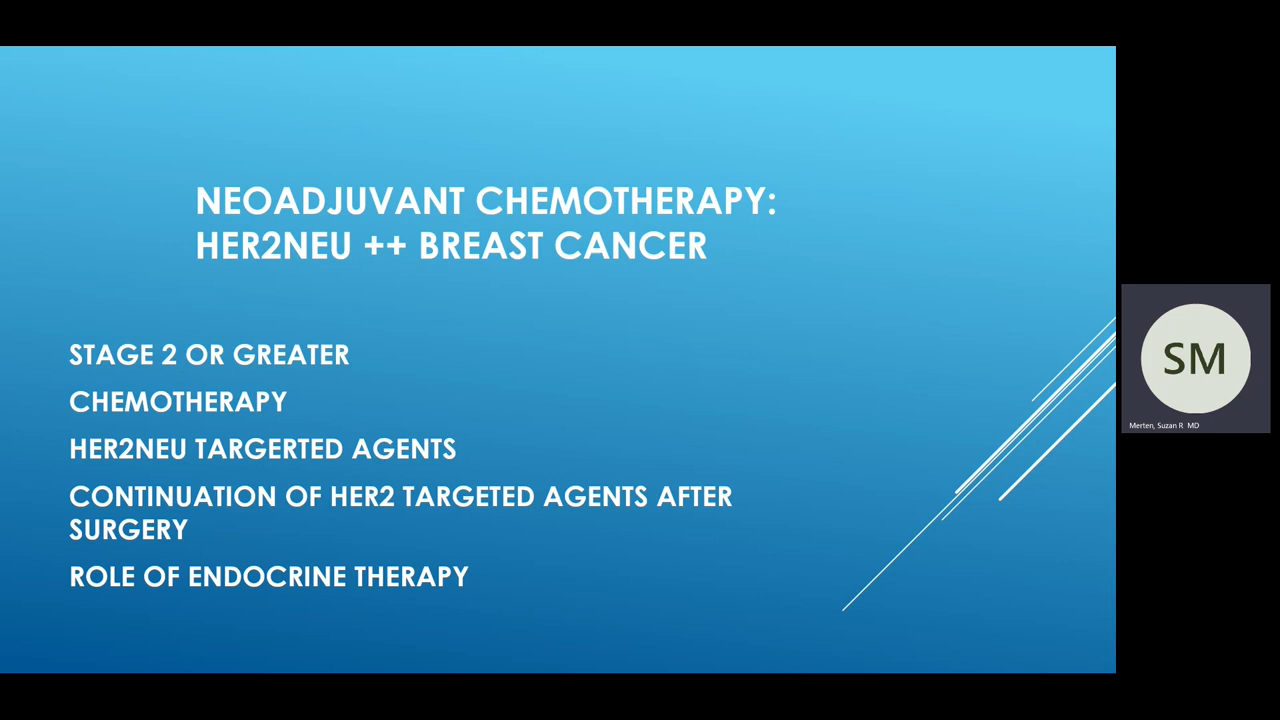 NEOADJUVANT CHEMOTHERAPY:
HER2NEU ++ BREAST CANCER
STAGE 2 OR GREATER
CHEMOTHERAPY
HER2NEU TARGERTED AGENTS
CONTINUATION OF HER2 TARGETED AGENTS AFTER
SURGERY
ROLE OF ENDOCRINE THERAPY
SM
Merten, Suzan R MD